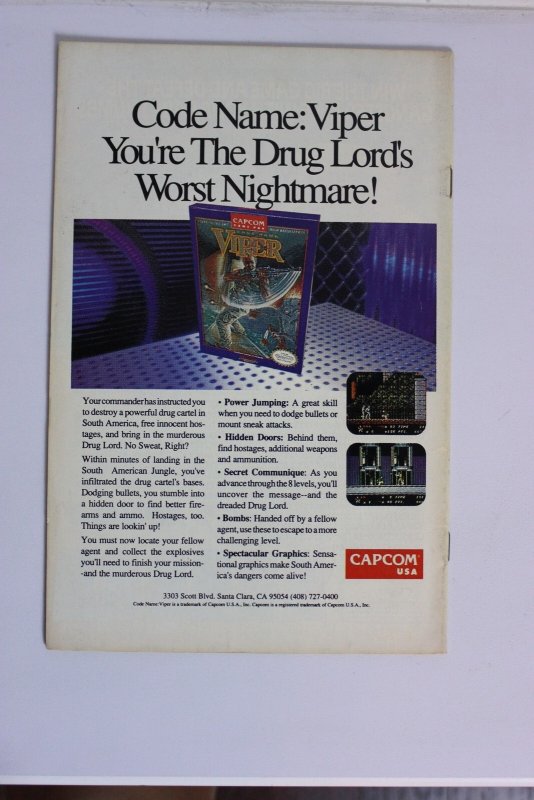 Code Name: Viper
You're The Drug Lord's
Worst Nightmare!
CAPCOM
VIPER
Your commander has instructed you
to destroy a powerful drug cartel in
South America, free innocent hos-
tages, and bring in the murderous
Drug Lord. No Sweat, Right?
Within minutes of landing in the
South American Jungle, you've
infiltrated the drug cartel's bases.
Dodging bullets, you stumble into
a hidden door to find better fire-
arms and ammo. Hostages, too.
Things are lookin' up!
You must now locate your fellow
agent and collect the explosives
you'll need to finish your mission-
-and the murderous Drug Lord.
• Power Jumping: A great skill
when you need to dodge bullets or
mount sneak attacks.
• Hidden Doors: Behind them,
find hostages, additional weapons
and ammunition.
• Secret Communique: As you
advance through the 8 levels, you'll
uncover the message--and the
dreaded Drug Lord.
• Bombs: Handed off by a fellow
agent, use these to escape to a more
challenging level.
• Spectacular Graphics: Sensa-
tional graphics make South Amer-
ica's dangers come alive!
CAPCOM
USA
3303 Scott Blvd. Santa Clara, CA 95054 (408) 727-0400
Code Name: Viper is a trademark of Capcom U.S.A., Inc. Capcom is a registered trademark of Capcom U.S.A., Inc.